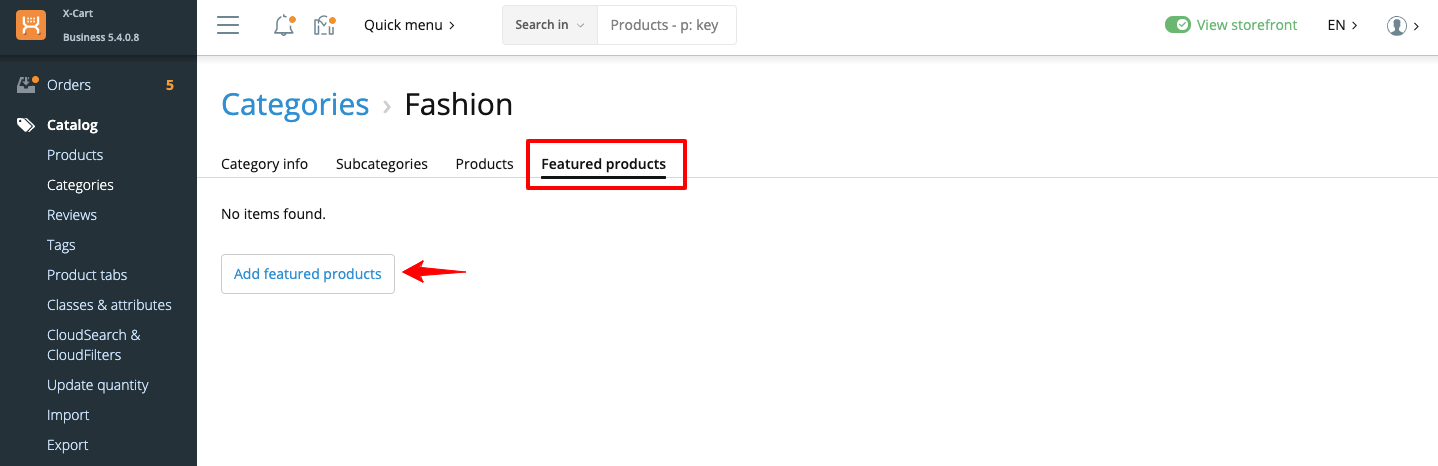 X-Cart
Business 5.4.0.8
Quick menu
Search in
Products - p: key
View storefront
EN
Orders 5
Catalog
Products
Categories
Reviews
Tags
Product tabs
Classes & attributes
CloudSearch &
CloudFilters
Update quantity
Import
Export
Categories › Fashion
Category info
Subcategories
Products
Featured products
No items found.
Add featured products